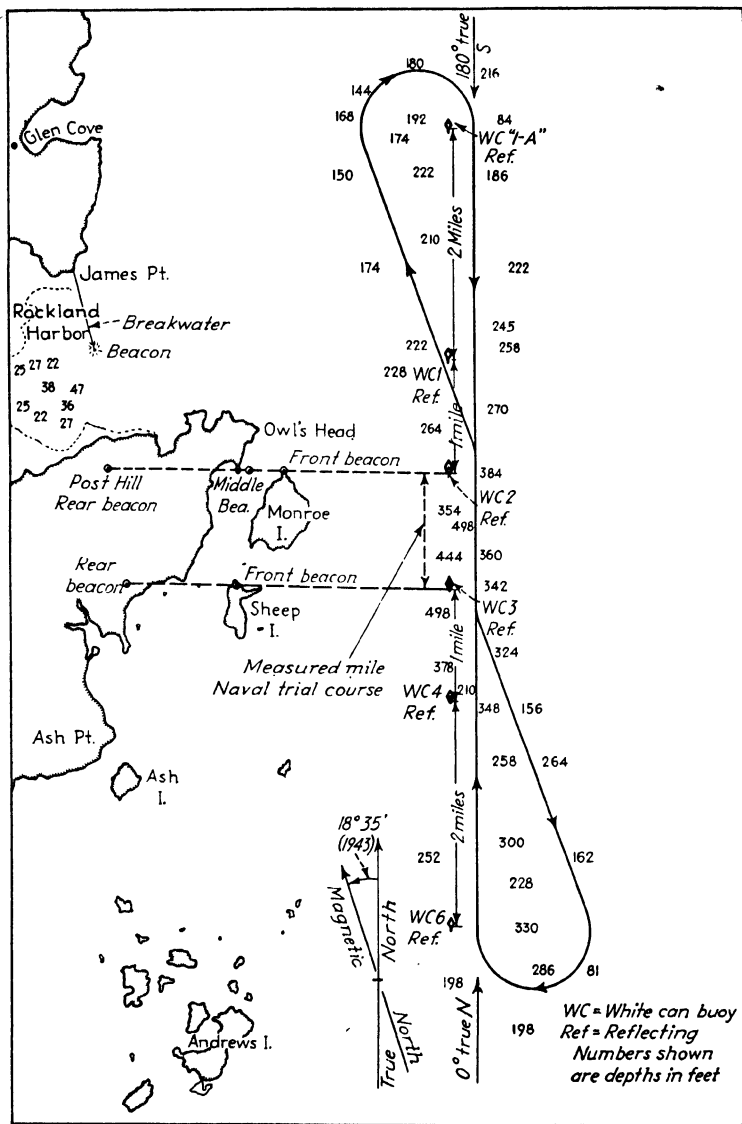 180° true
S
180
216
144
168
192
84
Glen Cove
174
WC "1-A"
Ref.
150
222
186
2 Miles
210
James Pt.
174
222
Rockland
Harbor
Breakwater
245
Beacon
222
258
25 27 22
228
WC1
Ref.
38
47
25
36
22
27
270
1 mile
264
Owl's Head
Front beacon
384
Post Hill
Rear beacon
Middle
Bea.
Monroe
I.
WC2
Ref.
354
498
444
360
Rear
beacon
Front beacon
342
Sheep
I.
498
WC3
Ref.
1 mile
324
Measured mile
Naval trial course
378
WC4
Ref.
210
348
156
Ash Pt.
258
264
Ash
I.
2 miles
18° 35'
(1943)
300
252
162
Magnetic
North
228
WC6
Ref.
330
198
286
81
0° true N
WC = White can buoy
198
Ref = Reflecting
Numbers shown
are depths in feet
Andrews I.
North
True